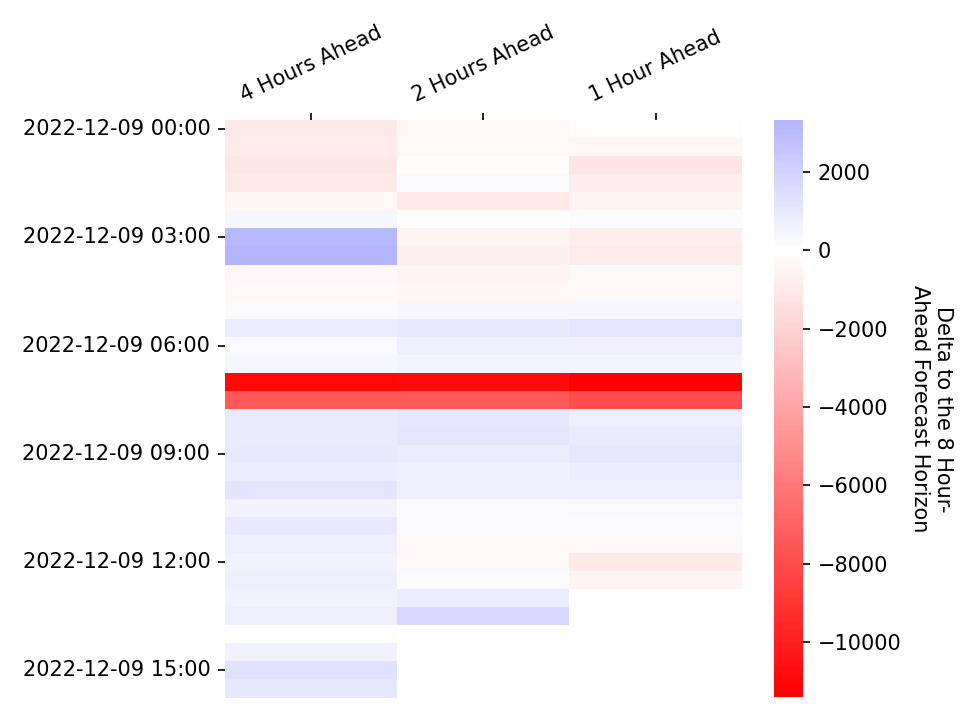 4 Hours Ahead
2 Hours Ahead
1 Hour Ahead
2022-12-09 00:00
2022-12-09 03:00
2022-12-09 06:00
2022-12-09 09:00
2022-12-09 12:00
2022-12-09 15:00
2000
0
−2000
−4000
−6000
−8000
−10000
Delta to the 8 Hour-
Ahead Forecast Horizon